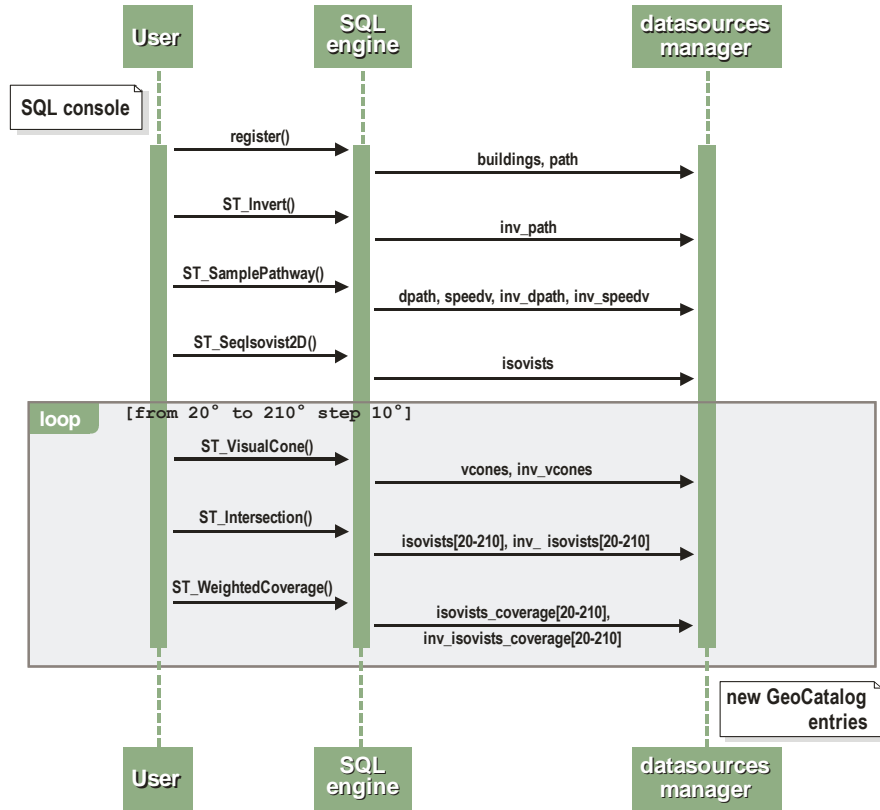 User
SQL
engine
datasources
manager
SQL console
register()
buildings, path
ST_Invert()
inv_path
ST_SamplePathway()
dpath, speedv, inv_dpath, inv_speedv
ST_SeqIsovist2D()
isovists
loop
[from 20° to 210° step 10°]
ST_VisualCone()
vcones, inv_vcones
ST_Intersection()
isovists[20-210], inv_ isovists[20-210]
ST_WeightedCoverage()
isovists_coverage[20-210],
inv_isovists_coverage[20-210]
new GeoCatalog
entries
User
SQL
engine
datasources
manager